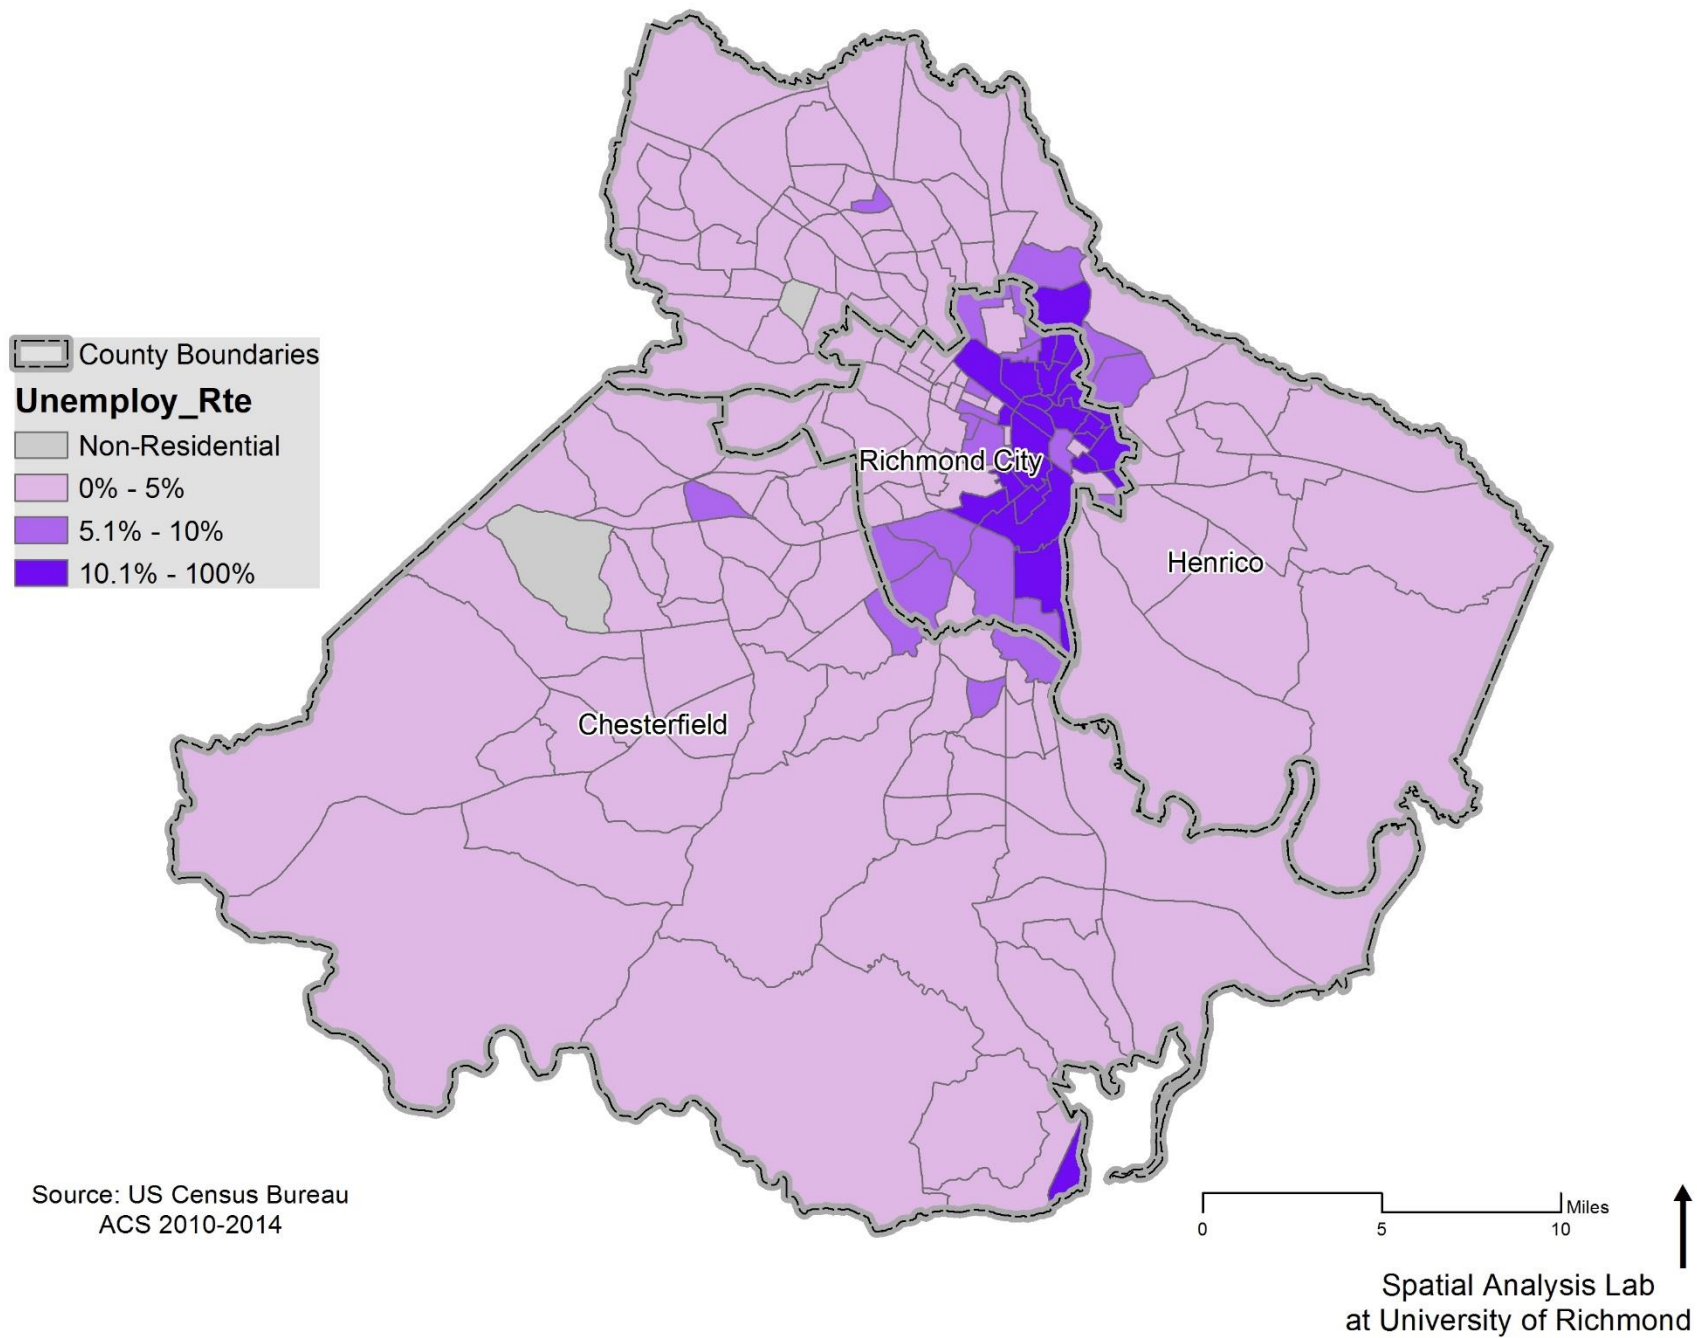 County Boundaries
Unemploy_Rte
Non-Residential
0% - 5%
5.1% - 10%
10.1% - 100%
Richmond City
Henrico
Chesterfield
Source: US Census Bureau
ACS 2010-2014
Miles
0 5 10
Spatial Analysis Lab
at University of Richmond